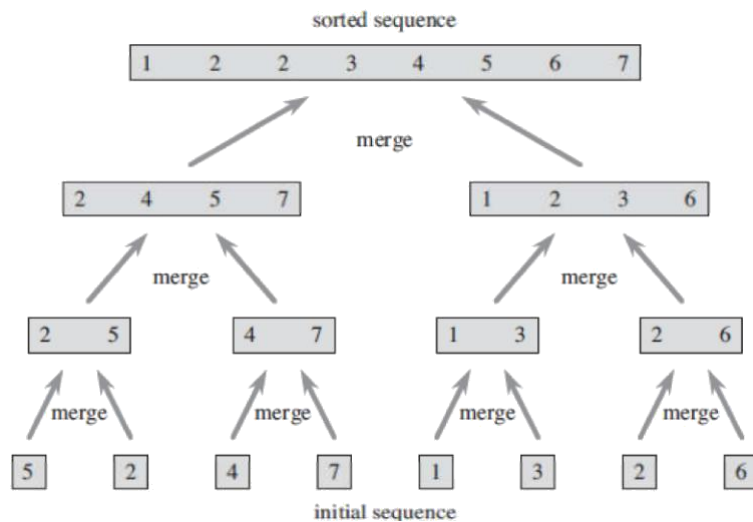 sorted sequence
1 2 2 3 4 5 6 7
merge
2 4 5 7 1 2 3 6
merge merge
2 5 4 7 1 3 2 6
merge merge merge merge
5 2 4 7 1 3 2 6
initial sequence